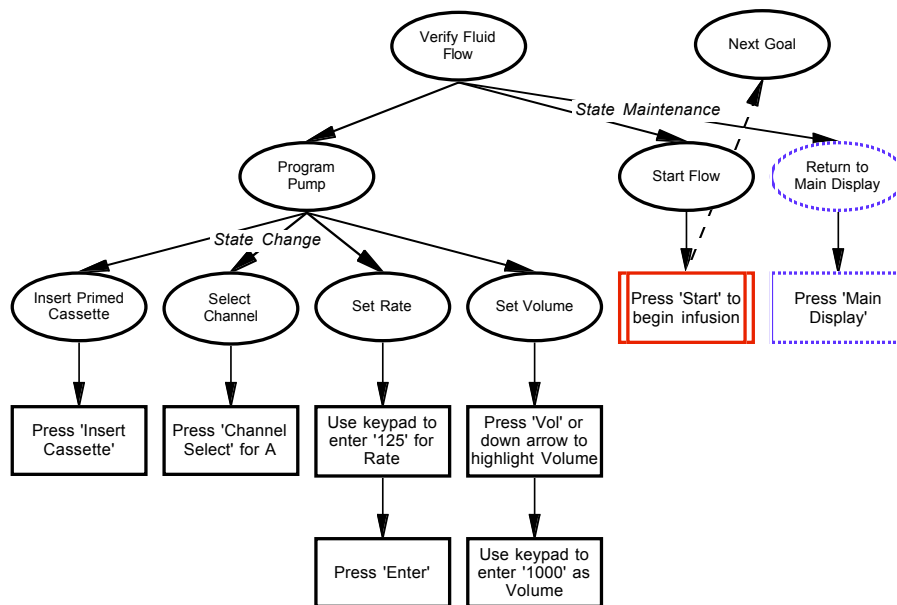 Verify Fluid
Flow
Next Goal
State Maintenance
Program
Pump
Start Flow
Return to
Main Display
State Change
Insert Primed
Cassette
Select
Channel
Set Rate
Set Volume
Press 'Start' to
begin infusion
Press 'Main
Display'
Press 'Insert
Cassette'
Press 'Channel
Select' for A
Use keypad to
enter '125' for
Rate
Press 'Vol' or
down arrow to
highlight Volume
Press 'Enter'
Use keypad to
enter '1000' as
Volume